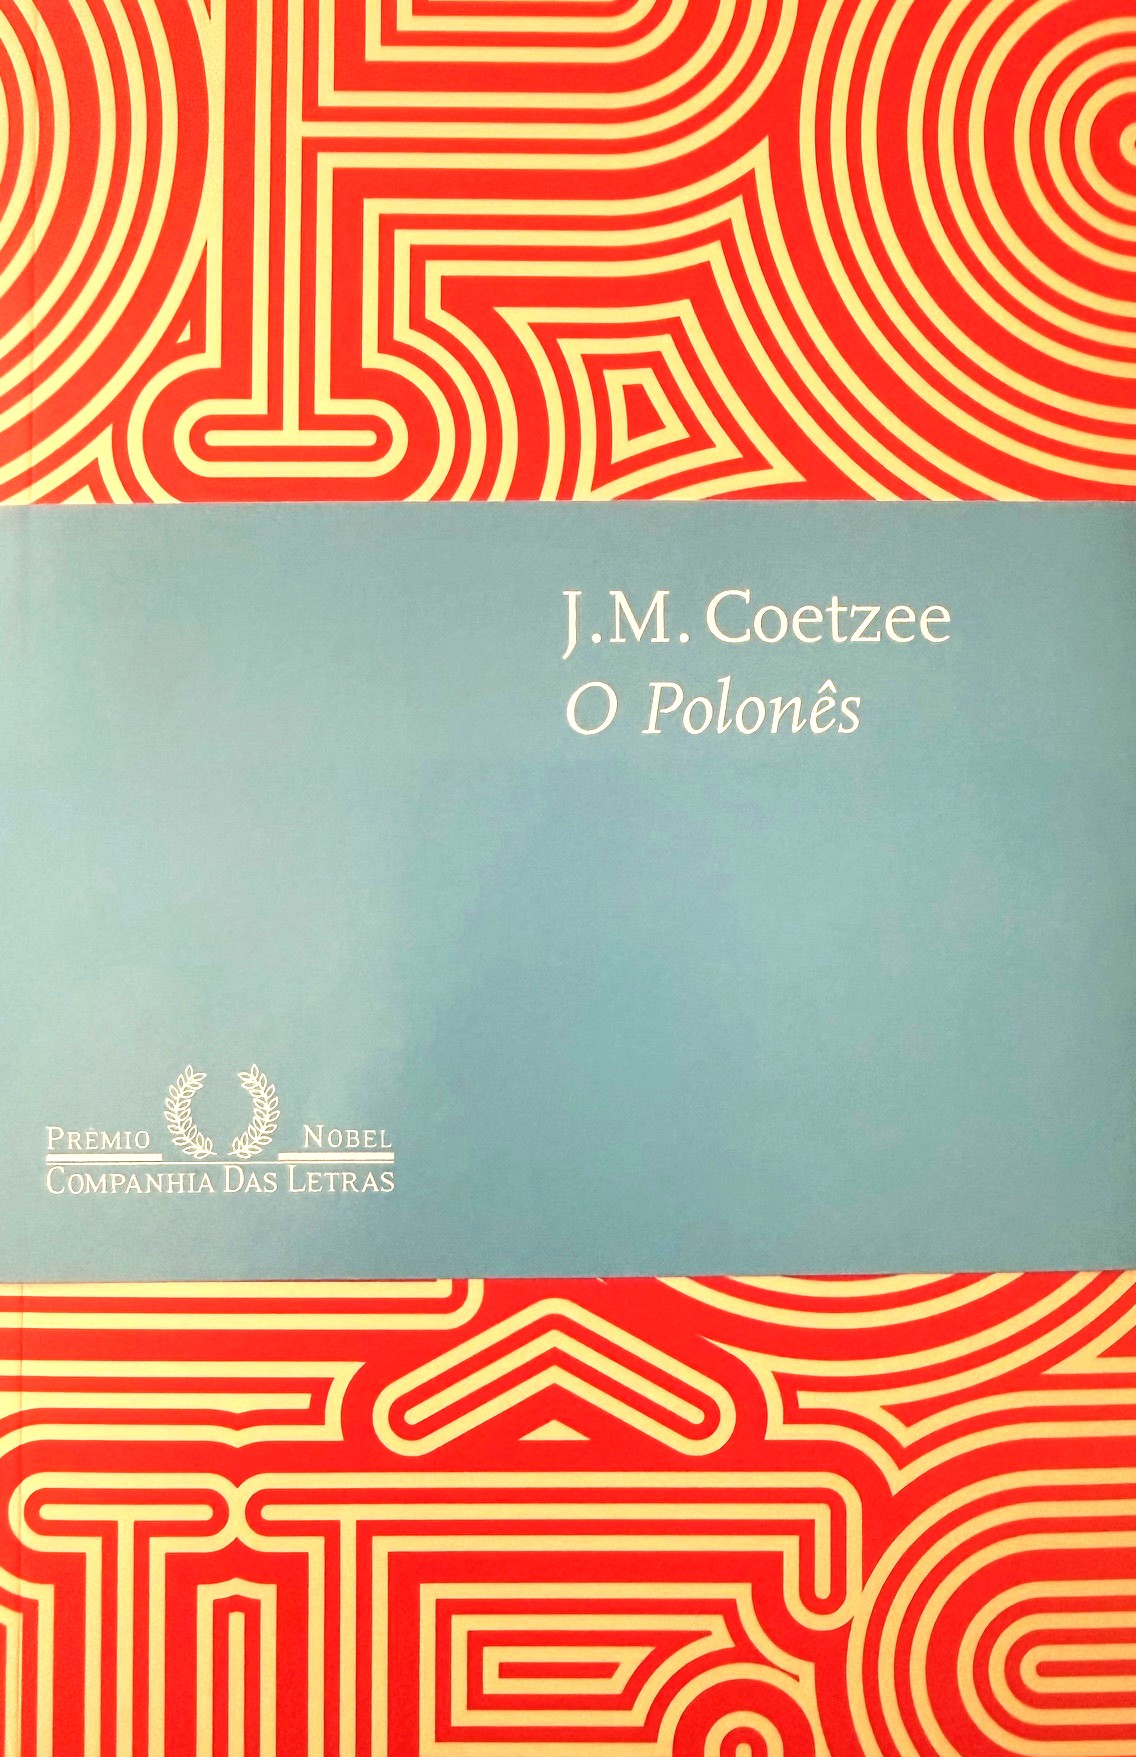 J.M. Coetzee
O Polonês
PRÊMIO NOBEL
COMPANHIA DAS LETRAS